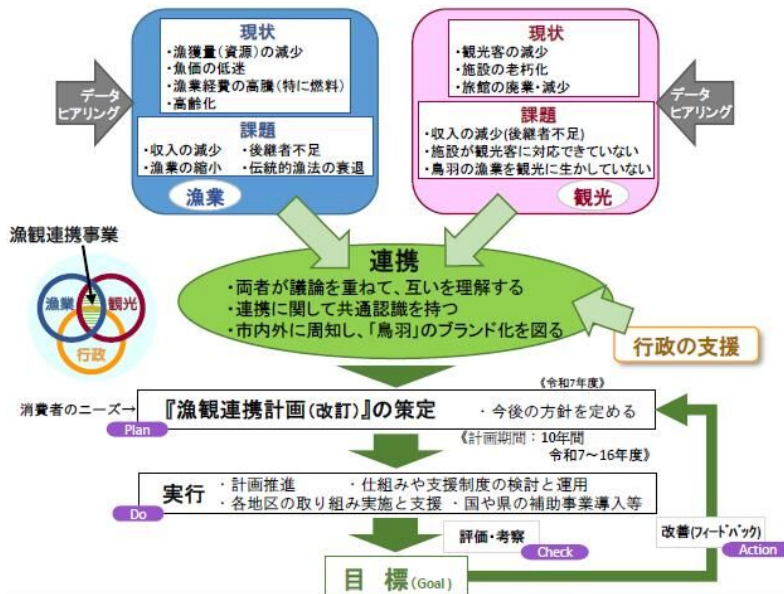 現状
・漁獲量(資源)の減少
・魚価の低迷
・漁業経費の高騰(特に燃料)
・高齢化
課題
・収入の減少 ・後継者不足
・漁業の縮小 ・伝統的漁法の衰退
漁業
データ
ヒアリング
現状
・観光客の減少
・施設の老朽化
・旅館の廃業・減少
課題
・収入の減少(後継者不足)
・施設が観光客に対応できていない
・鳥羽の漁業を観光に生かしていない
観光
データ
ヒアリング
漁観連携事業
漁業
観光
行政
連携
・両者が議論を重ねて、互いを理解する
・連携に関して共通認識を持つ
・市内外に周知し、「鳥羽」のブランド化を図る
行政の支援
《令和7年度》
消費者のニーズ→
『漁観連携計画(改訂)』の策定 ・今後の方針を定める
Plan
《計画期間:10年間
令和7~16年度》
実行
・計画推進 ・仕組みや支援制度の検討と運用
・各地区の取り組み実施と支援 ・国や県の補助事業導入等
Do
評価・考察
Check
改善(フィードバック)
Action
目 標(Goal)